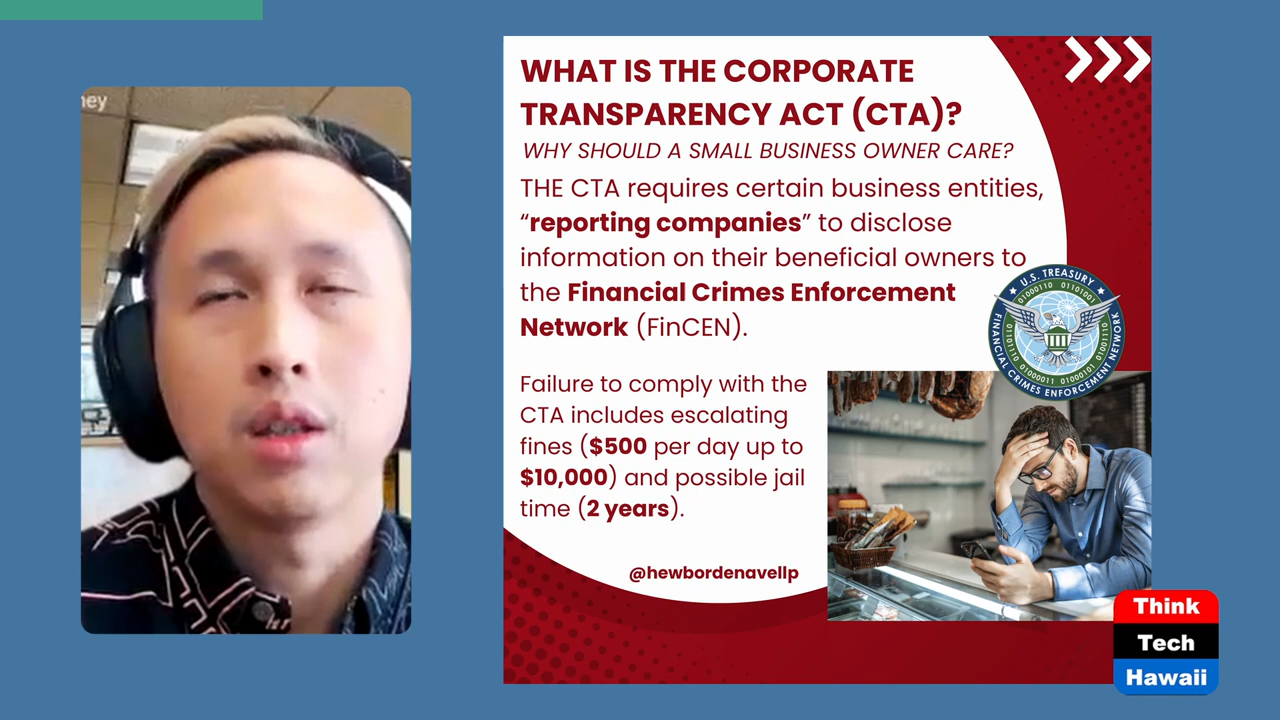 ney
WHAT IS THE CORPORATE
TRANSPARENCY ACT (CTA)?
WHY SHOULD A SMALL BUSINESS OWNER CARE?
THE CTA requires certain business entities,
“reporting companies” to disclose
information on their beneficial owners to
the Financial Crimes Enforcement
Network (FinCEN).
U.S. TREASURY
FINANCIAL CRIMES ENFORCEMENT NETWORK
Failure to comply with the
CTA includes escalating
fines ($500 per day up to
$10,000) and possible jail
time (2 years).
@hewbordenavellp
Think
Tech
Hawaii